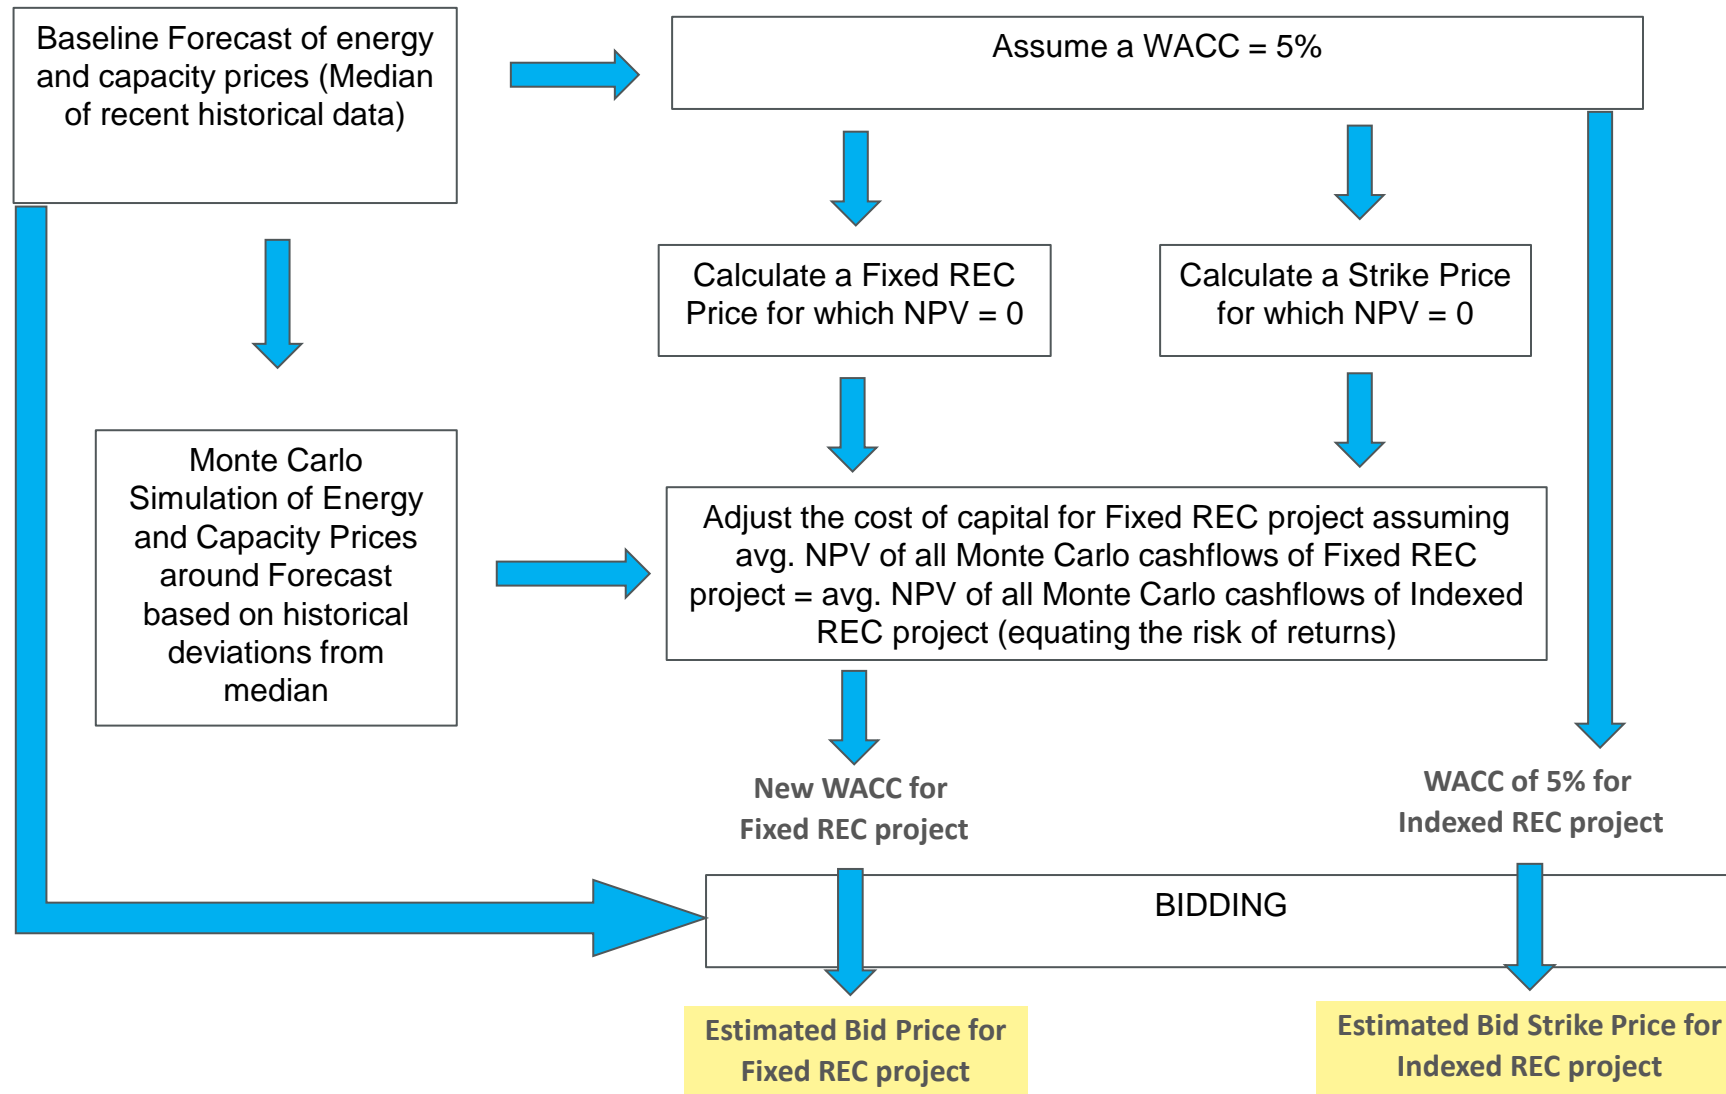 Baseline Forecast of energy
and capacity prices (Median
of recent historical data)
Assume a WACC = 5%
Calculate a Fixed REC
Price for which NPV = 0
Calculate a Strike Price
for which NPV = 0
Monte Carlo
Simulation of Energy
and Capacity Prices
around Forecast
based on historical
deviations from
median
Adjust the cost of capital for Fixed REC project assuming
avg. NPV of all Monte Carlo cashflows of Fixed REC
project = avg. NPV of all Monte Carlo cashflows of Indexed
REC project (equating the risk of returns)
New WACC for
Fixed REC project
WACC of 5% for
Indexed REC project
BIDDING
Estimated Bid Price for
Fixed REC project
Estimated Bid Strike Price for
Indexed REC project